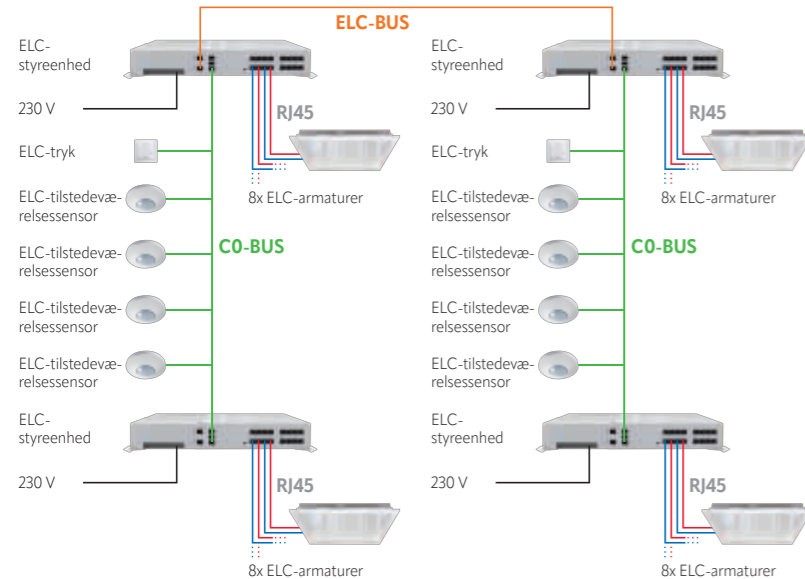 ELC-BUS
ELC-
styreenhed
230 V
RJ45
ELC-tryk
8x ELC-armaturer
ELC-tilstedevæ-
relsessensor
ELC-tilstedevæ-
relsessensor
C0-BUS
ELC-tilstedevæ-
relsessensor
ELC-tilstedevæ-
relsessensor
ELC-
styreenhed
230 V
RJ45
8x ELC-armaturer
ELC-
styreenhed
230 V
RJ45
ELC-tryk
8x ELC-armaturer
ELC-tilstedevæ-
relsessensor
ELC-tilstedevæ-
relsessensor
C0-BUS
ELC-tilstedevæ-
relsessensor
ELC-tilstedevæ-
relsessensor
ELC-
styreenhed
230 V
RJ45
8x ELC-armaturer